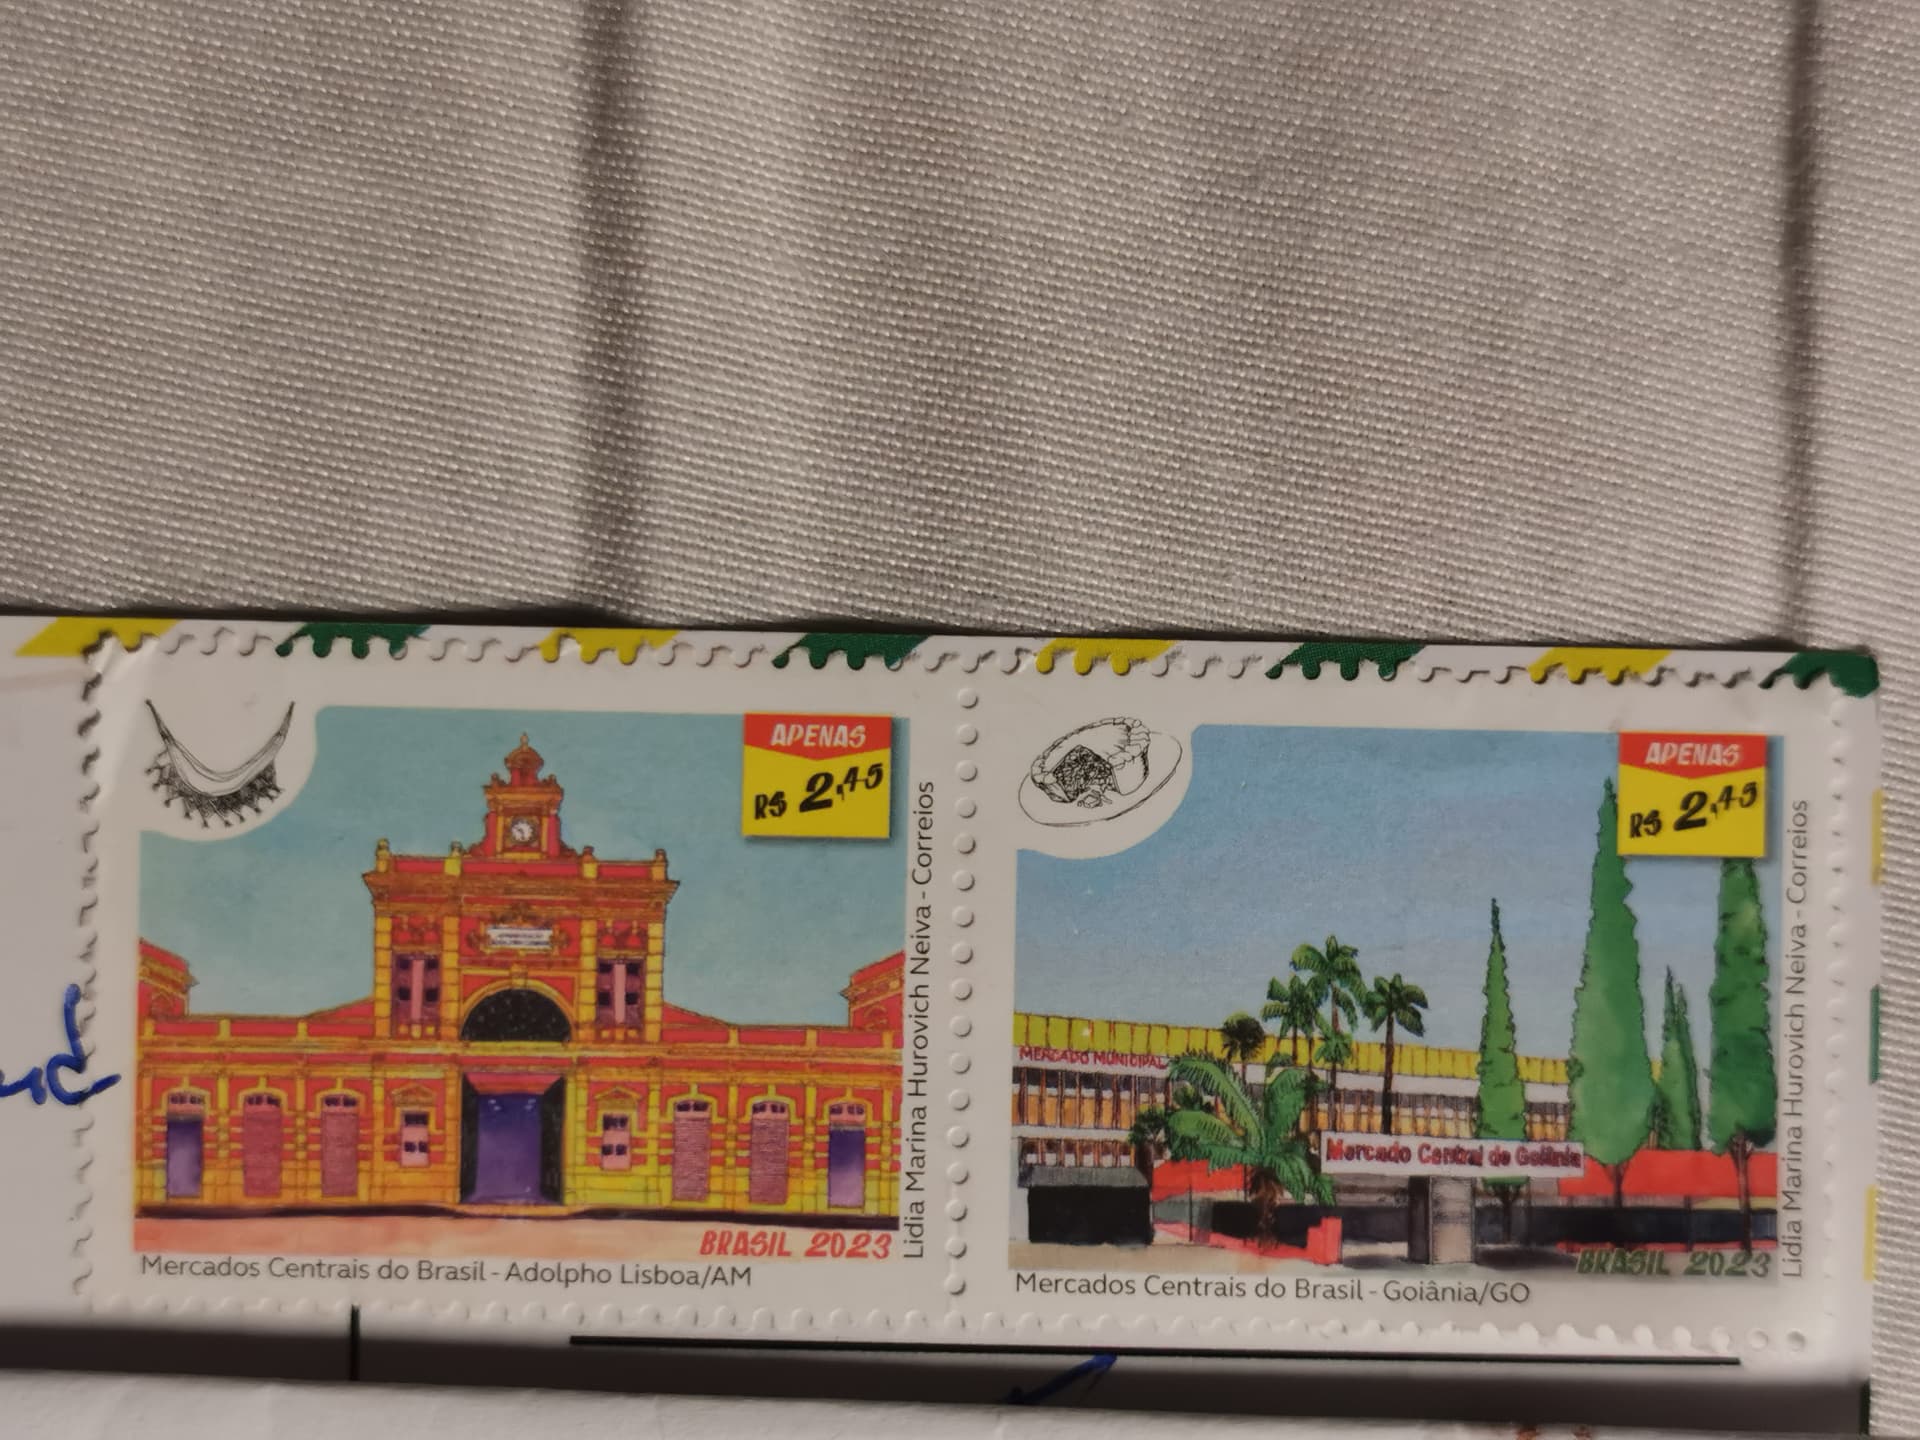 APENAS
R$ 2,45
Lidia Marina Hurovich Neiva - Correios
BRASIL 2023
Mercados Centrais do Brasil - Adolpho Lisboa/AM
APENAS
R$ 2,45
MERCADO MUNICIPAL
Mercado Central de Goiânia
Lidia Marina Hurovich Neiva - Correios
BRASIL 2023
Mercados Centrais do Brasil - Goiânia/GO